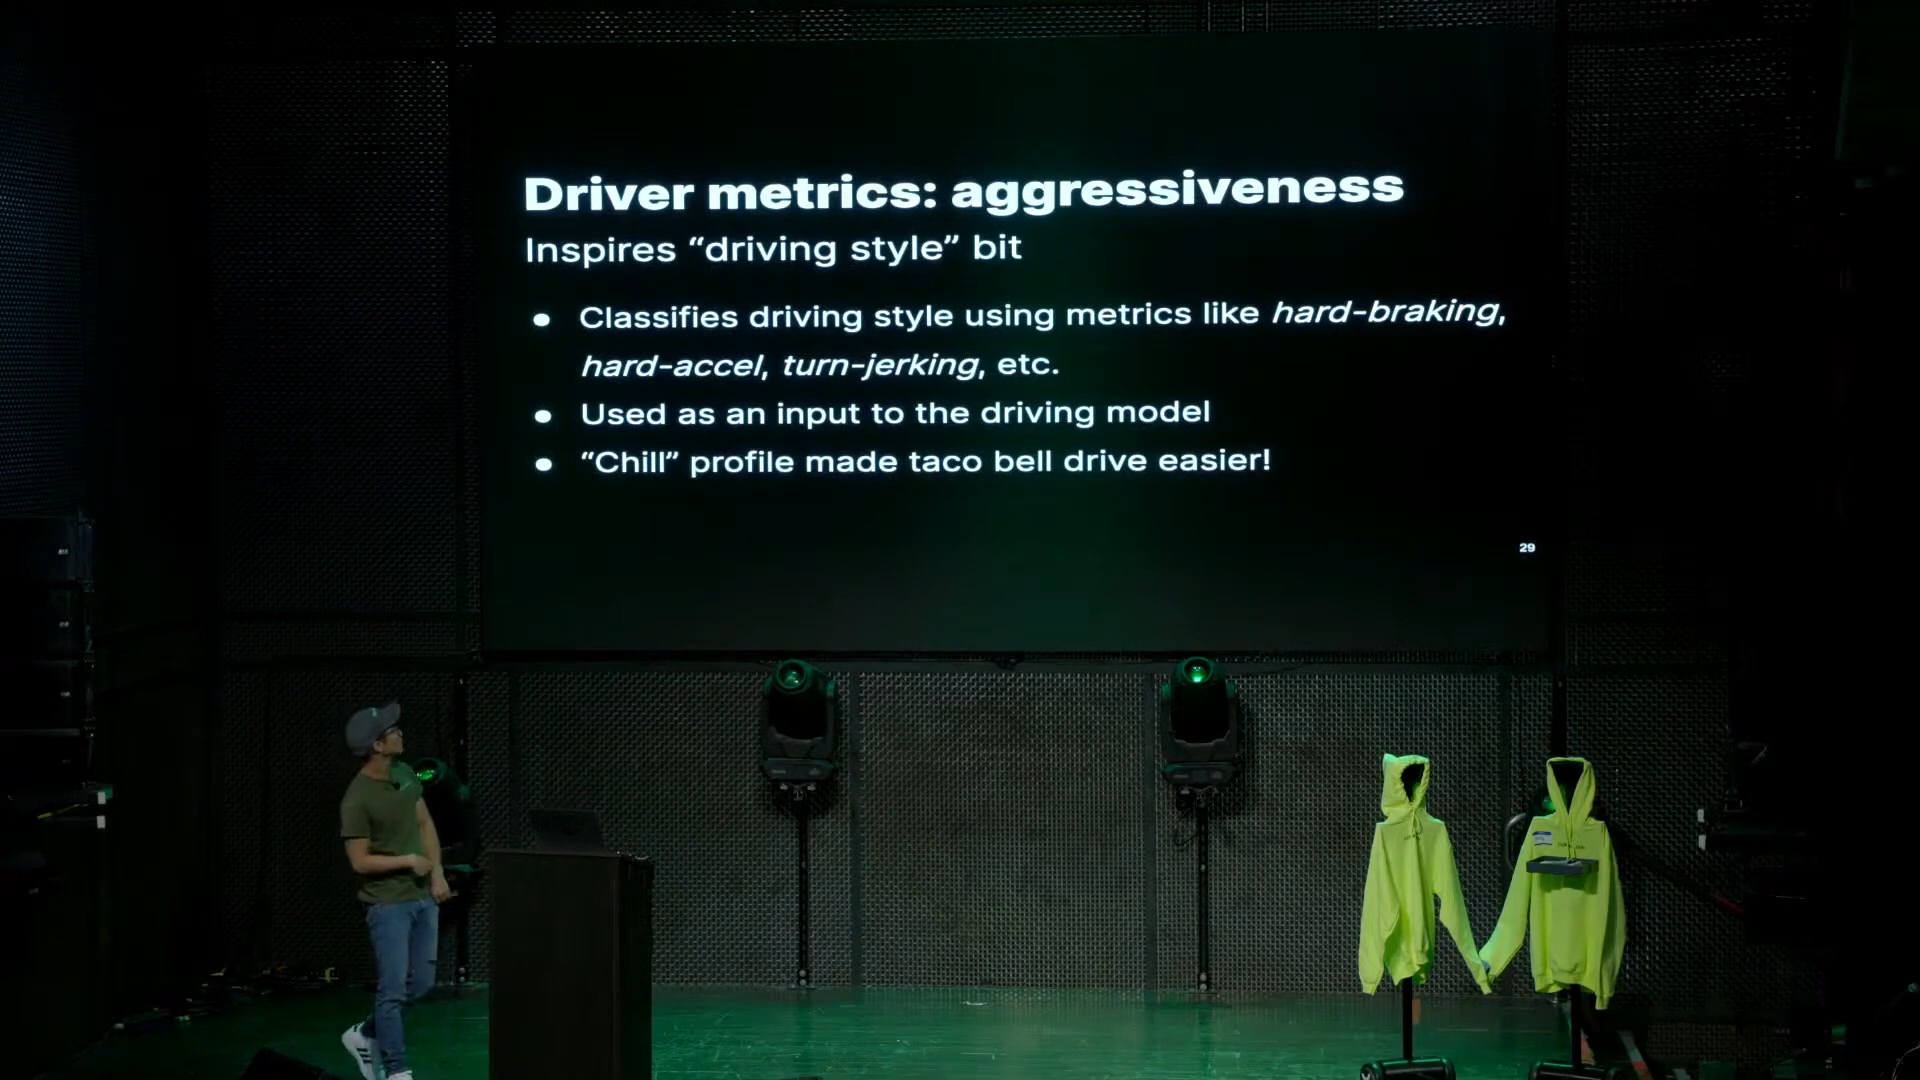 Driver metrics: aggressiveness
Inspires “driving style” bit
● Classifies driving style using metrics like hard-braking,
hard-accel, turn-jerking, etc.
● Used as an input to the driving model
● “Chill” profile made taco bell drive easier!
29